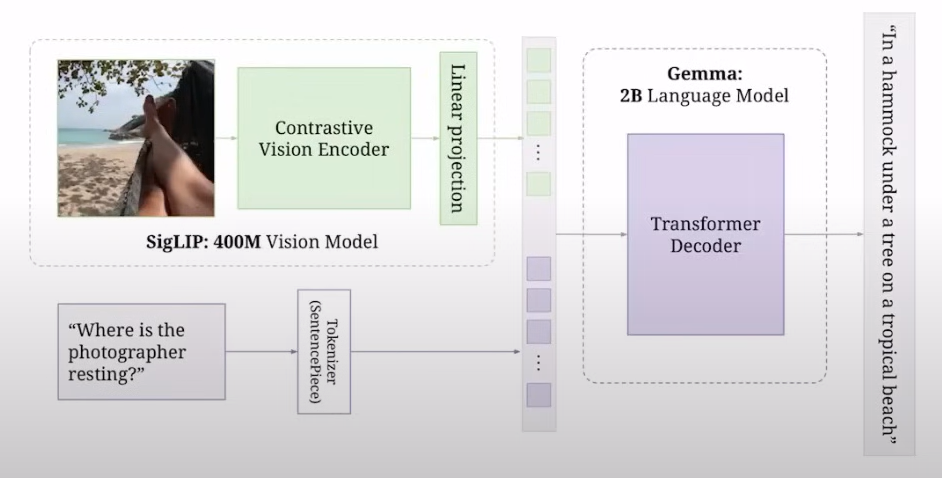 Contrastive
Vision Encoder
Linear projection
SigLIP: 400M Vision Model
“Where is the
photographer
resting?”
Tokenizer
(SentencePiece)
...
...
Gemma:
2B Language Model
Transformer
Decoder
“In a hammock under a tree on a tropical beach”